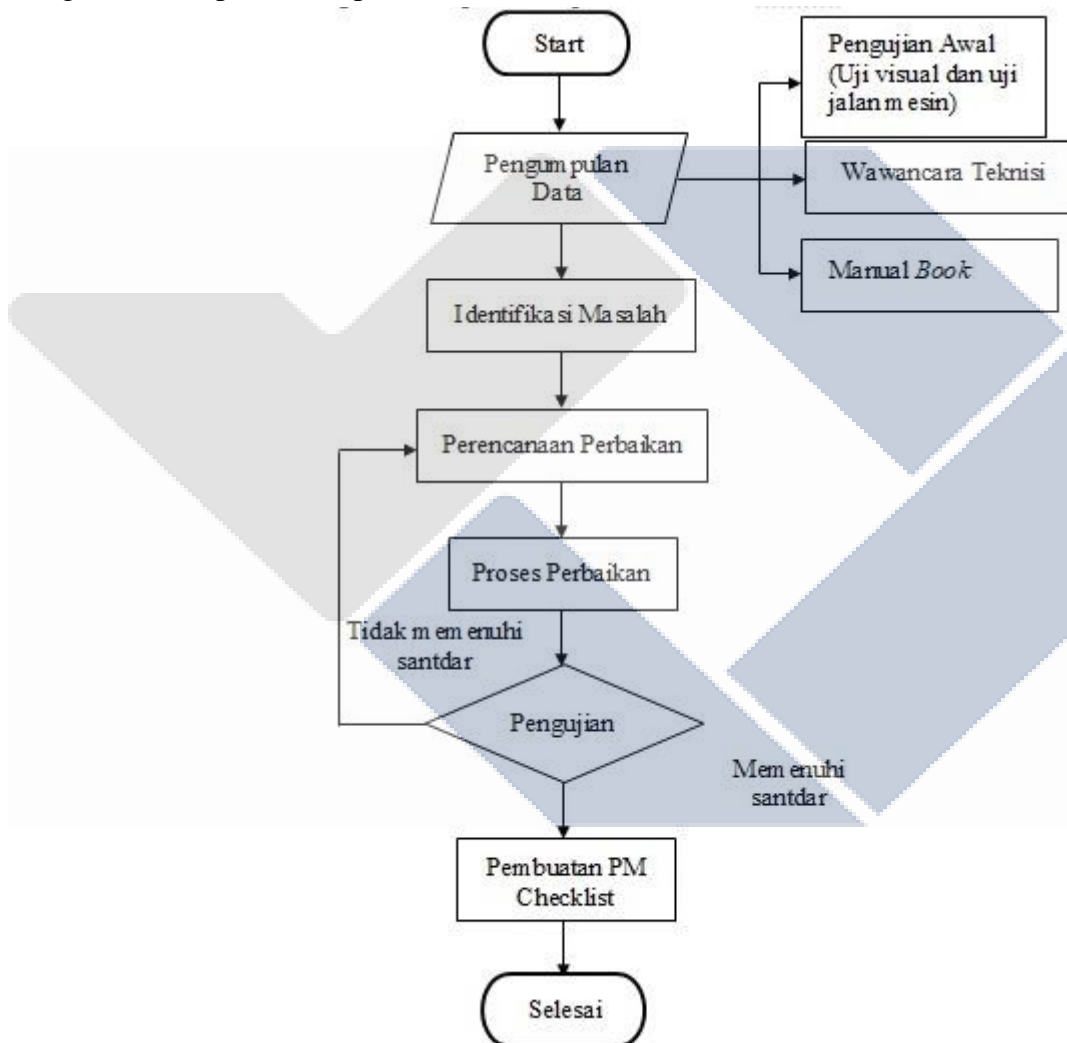 Start
Pengujian Awal
(Uji visual dan uji
jalan mesin)
Pengumpulan
Data
Wawancara Teknisi
Manual Book
Identifikasi Masalah
Perencanaan Perbaikan
Proses Perbaikan
Tidak memenuhi
santdar
Pengujian
Memenuhi
santdar
Pembuatan PM
Checklist
Selesai